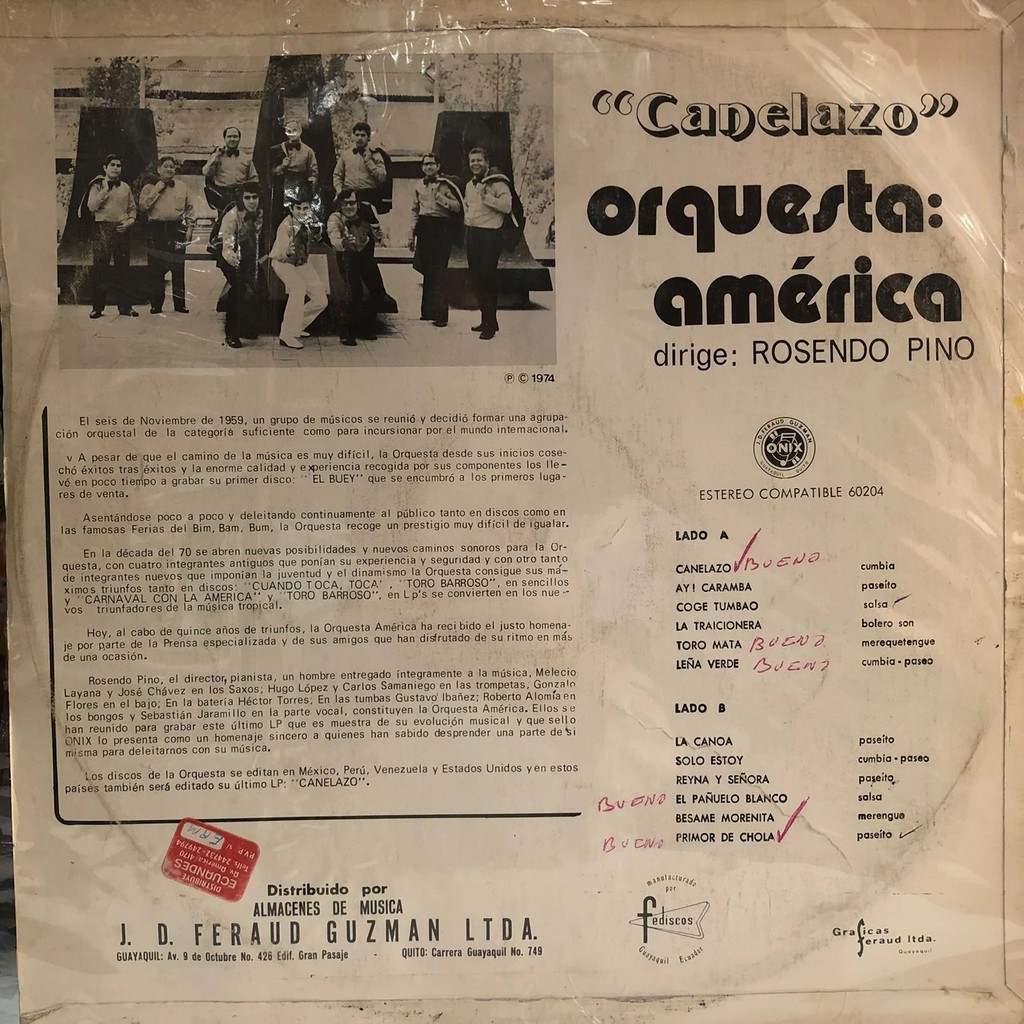 "Canelazo"
orquesta:
américa
dirige: ROSENDO PINO
Ⓟ © 1974
El seis de Noviembre de 1959, un grupo de músicos se reunió y decidió formar una agrupa-
ción orquestal de la categoría suficiente como para incursionar por el mundo internacional.
v A pesar de que el camino de la música es muy difícil, la Orquesta desde sus inicios cose-
chó éxitos tras éxitos y la enorme calidad y experiencia recogida por sus componentes los lle-
vó en poco tiempo a grabar su primer disco: "EL BUEY" que se encumbró a los primeros luga-
res de venta.
Asentándose poco a poco y deleitando continuamente al público tanto en discos como en
las famosas Ferias del Bim, Bam, Bum, la Orquesta recoge un prestigio muy difícil de igualar.
En la década del 70 se abren nuevas posibilidades y nuevos caminos sonoros para la Or-
questa, con cuatro integrantes antiguos que ponían su experiencia y seguridad y con otro tanto
de integrantes nuevos que imponían la juventud y el dinamismo la Orquesta consigue sus má-
ximos triunfos tanto en discos: "CUANDO TOCA, TOCA", "TORO BARROSO", en sencillos
y "CARNAVAL CON LA AMERICA" y "TORO BARROSO", en Lp's se convierten en los nue-
vos triunfadores de la música tropical.
Hoy, al cabo de quince años de triunfos, la Orquesta América ha recibido el justo homena-
je por parte de la Prensa especializada y de sus amigos que han disfrutado de su ritmo en más
de una ocasión.
Rosendo Pino, el director, pianista, un hombre entregado íntegramente a la música, Melecio
Layana y José Chávez en los Saxos; Hugo López y Carlos Samaniego en las trompetas, Gonzalo
Flores en el bajo; En la batería Héctor Torres; En las tumbas Gustavo Ibañez; Roberto Alomía en
los bongos y Sebastián Jaramillo en la parte vocal, constituyen la Orquesta América. Ellos se
han reunido para grabar este último LP que es muestra de su evolución musical y que sello
ONIX lo presenta como un homenaje sincero a quienes han sabido desprender una parte de si
misma para deleitarnos con su música.
Los discos de la Orquesta se editan en México, Perú, Venezuela y Estados Unidos y en estos
países también será editado su último LP: "CANELAZO".
J. D. FERAUD GUZMAN
ONIX
GUAYAQUIL QUITO
ESTEREO COMPATIBLE 60204
LADO A
CANELAZO BUENO cumbia
AY! CARAMBA paseíto
COGE TUMBAO salsa
LA TRAICIONERA bolero son
TORO MATA BUENO merequetengue
LEÑA VERDE BUENO cumbia - paseo
LADO B
LA CANOA paseíto
SOLO ESTOY cumbia - paseo
REYNA Y SEÑORA paseito
BUENO EL PAÑUELO BLANCO salsa
BESAME MORENITA merengue
BUENO PRIMOR DE CHOLA paseíto
DISTRIBUYE
ECUANDES
De América 4170
Telfs. 244732-249794
P.V.P. s/
ERM
Distribuido por
ALMACENES DE MUSICA
J. D. FERAUD GUZMAN LTDA.
GUAYAQUIL: Av. 9 de Octubre No. 426 Edif. Gran Pasaje - QUITO: Carrera Guayaquil No. 749
manufacturado
por
fediscos
Guayaquil Ecuador
Graficas
feraud ltda.
Guayaquil